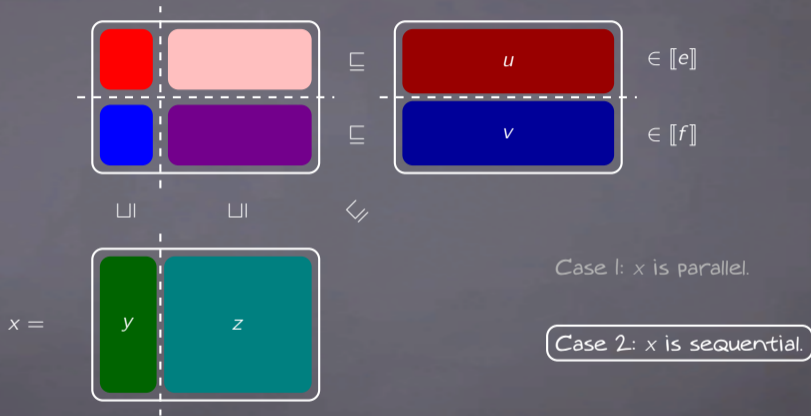 ⊑ u ∈ ⟦e⟧
⊑ v ∈ ⟦f⟧
⊑ ⊑ ⊑
Case 1: x is parallel.
x = y z
Case 2: x is sequential.